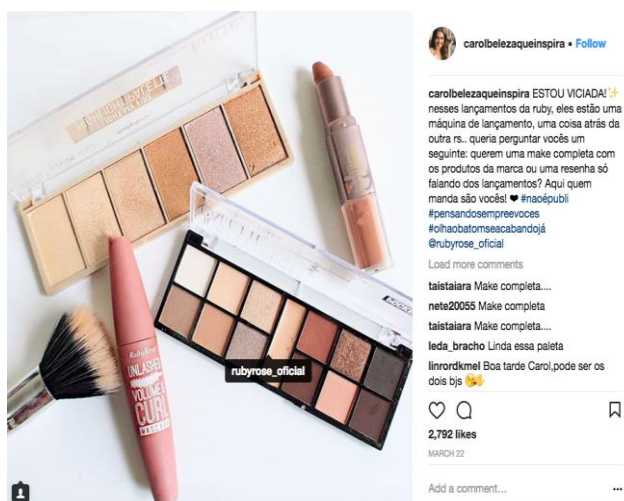 PALETTE
RubyRose
UNLASHED
VOLUME &
CURL
MASCARA
rubyrose_oficial
carolbelezaqueinspira • Follow
carolbelezaqueinspira ESTOU VICIADA!✨
nesses lançamentos da ruby, eles estão uma
máquina de lançamento, uma coisa atrás da
outra rs.. queria perguntar vocês um
seguinte: querem uma make completa com
os produtos da marca ou uma resenha só
falando dos lançamentos? Aqui quem
manda são vocês! ❤ #naoépubli
#pensandosempreevoces
#olhaobatomseacabandojá
@rubyrose_oficial
Load more comments
taistaiara Make completa....
nete20055 Make completa
taistaiara Make completa....
leda_bracho Linda essa paleta
linrordkmel Boa tarde Carol,pode ser os
dois bjs
2,792 likes
MARCH 22
Add a comment...